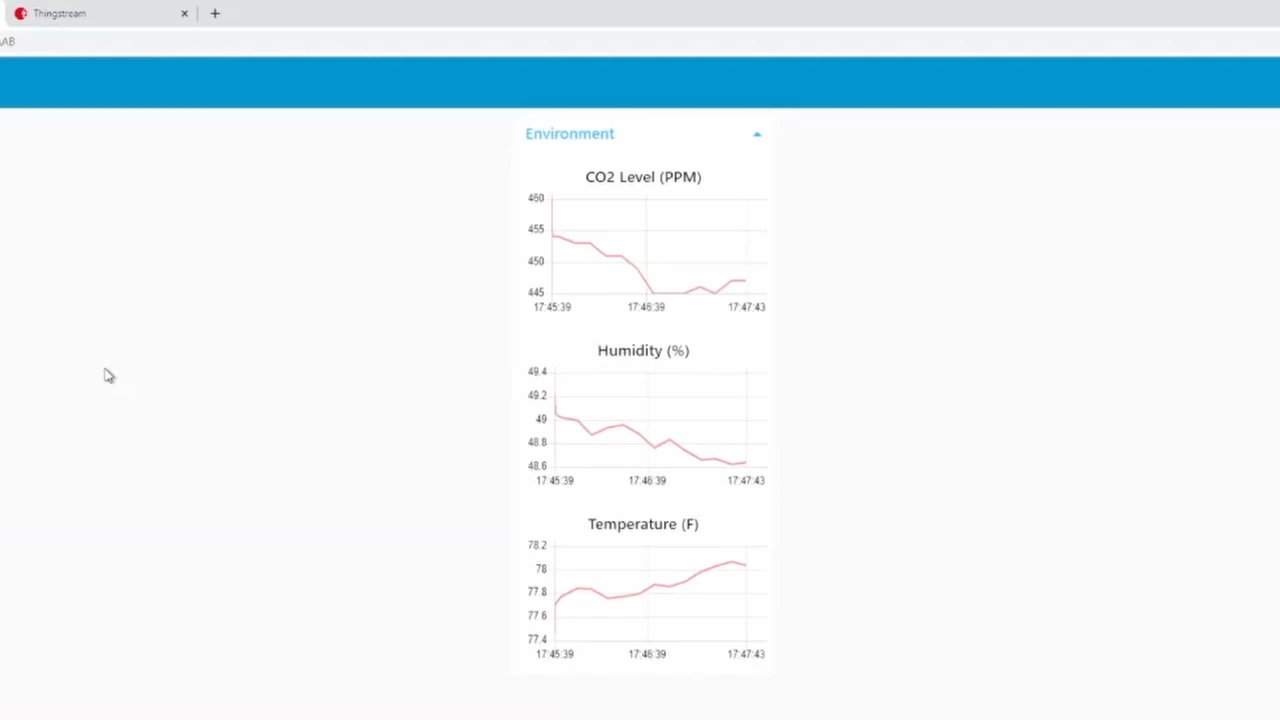 Thingstream
AB
Environment
CO2 Level (PPM)
460
455
450
445
17:45:39 17:46:39 17:47:43
Humidity (%)
49.4
49.2
49
48.8
48.6
17:45:39 17:46:39 17:47:43
Temperature (F)
78.2
78
77.8
77.6
77.4
17:45:39 17:46:39 17:47:43